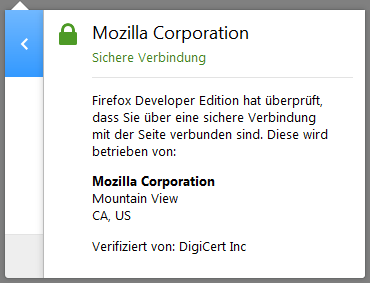 Mozilla Corporation
Sichere Verbindung
Firefox Developer Edition hat überprüft,
dass Sie über eine sichere Verbindung
mit der Seite verbunden sind. Diese wird
betrieben von:
Mozilla Corporation
Mountain View
CA, US
Verifiziert von: DigiCert Inc